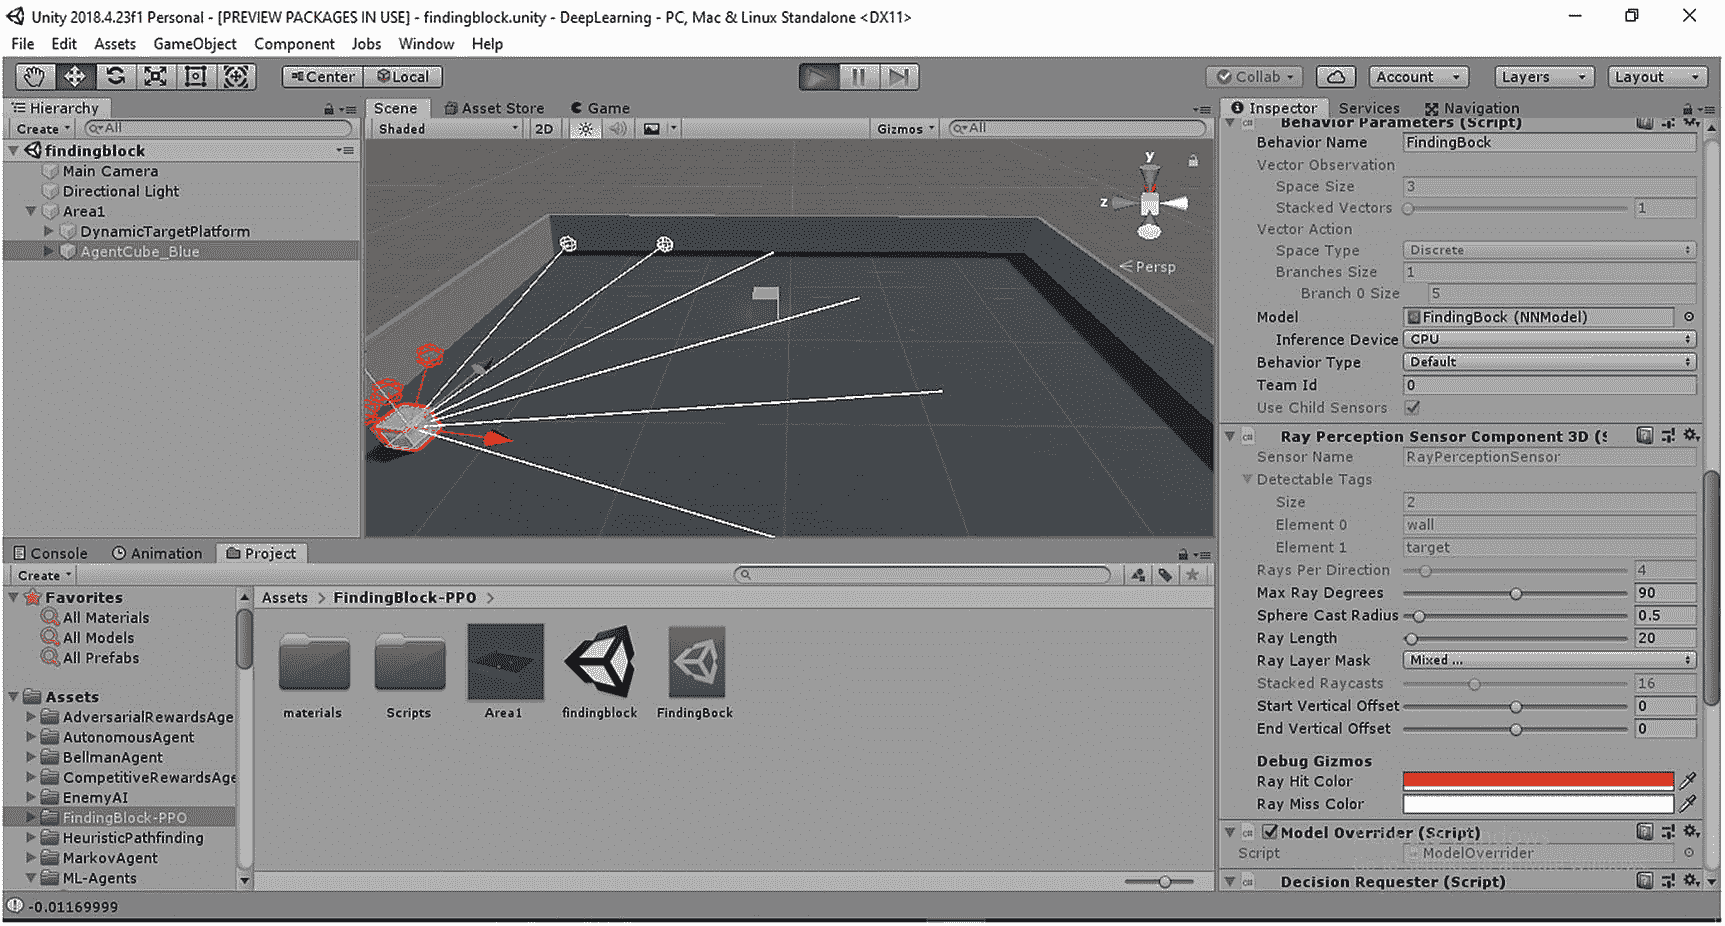 Unity 2018.4.23f1 Personal - [PREVIEW PACKAGES IN USE] - findingblock.unity - DeepLearning - PC, Mac & Linux Standalone <DX11>
File Edit Assets GameObject Component Jobs Window Help
Center Local Collab Account Layers Layout
Hierarchy
Create All
findingblock
Main Camera
Directional Light
Area1
DynamicTargetPlatform
AgentCube_Blue
Scene Asset Store Game
Shaded 2D Gizmos All
y
z
Persp
Inspector Services Navigation
Behavior Parameters (Script)
Behavior Name FindingBock
Vector Observation
Space Size 3
Stacked Vectors 1
Vector Action
Space Type Discrete
Branches Size 1
Branch 0 Size 5
Model FindingBock (NNModel)
Inference Device CPU
Behavior Type Default
Team Id 0
Use Child Sensors
Ray Perception Sensor Component 3D (S
Sensor Name RayPerceptionSensor
Detectable Tags
Size 2
Element 0 wall
Element 1 target
Rays Per Direction 4
Max Ray Degrees 90
Sphere Cast Radius 0.5
Ray Length 20
Ray Layer Mask Mixed ...
Stacked Raycasts 16
Start Vertical Offset 0
End Vertical Offset 0
Debug Gizmos
Ray Hit Color
Ray Miss Color
Model Overrider (Script)
Script ModelOverrider
Decision Requester (Script)
Console Animation Project
Create
Favorites
All Materials
All Models
All Prefabs
Assets
AdversarialRewardsAge
AutonomousAgent
BellmanAgent
CompetitiveRewardsAge
EnemyAI
FindingBlock-PPO
HeuristicPathfinding
MarkovAgent
ML-Agents
Assets > FindingBlock-PPO >
materials Scripts Area1 findingblock FindingBock
-0.01169999